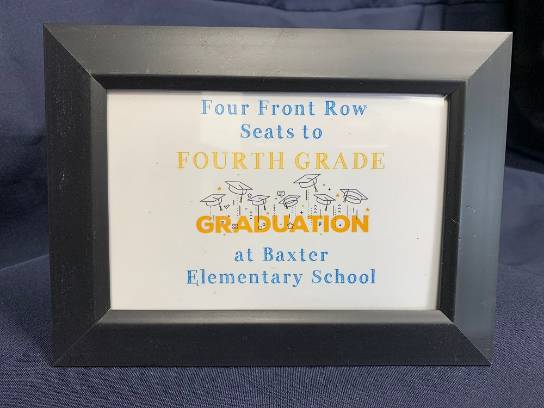 Four Front Row
Seats to
FOURTH GRADE
GRADUATION
at Baxter
Elementary School